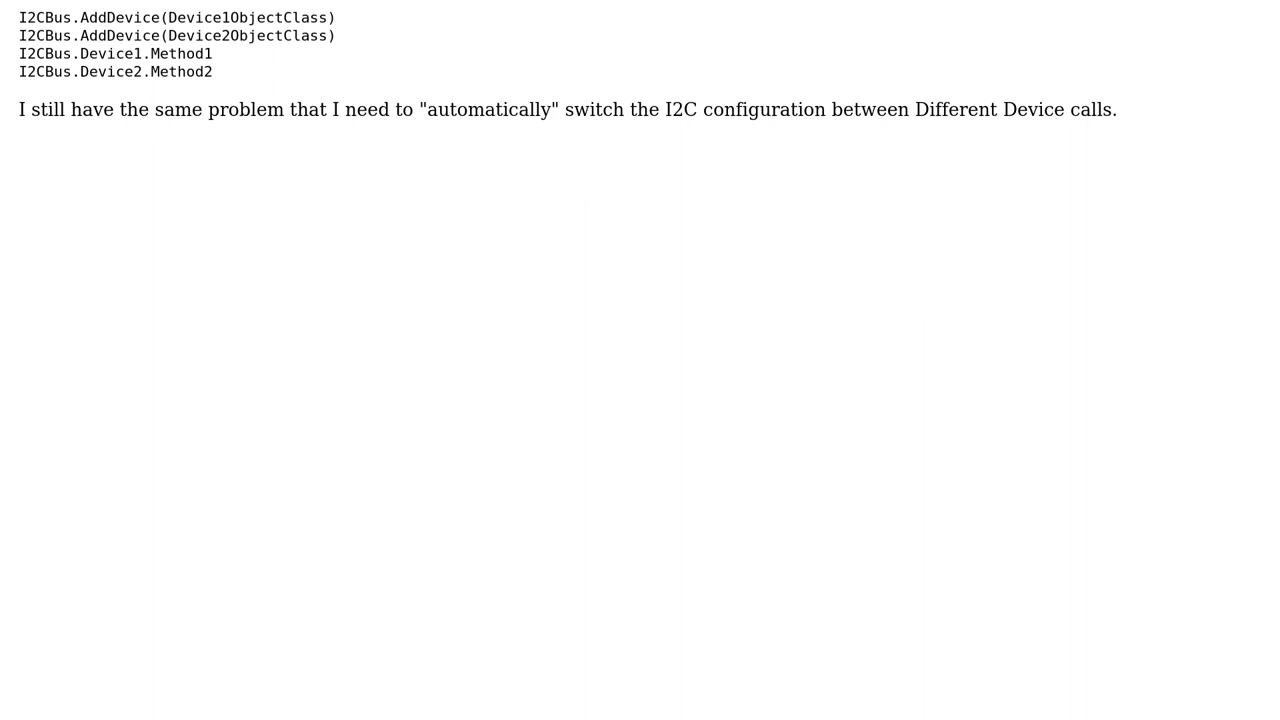 I2CBus.AddDevice(Device1ObjectClass)
I2CBus.AddDevice(Device2ObjectClass)
I2CBus.Device1.Method1
I2CBus.Device2.Method2
I still have the same problem that I need to "automatically" switch the I2C configuration between Different Device calls.